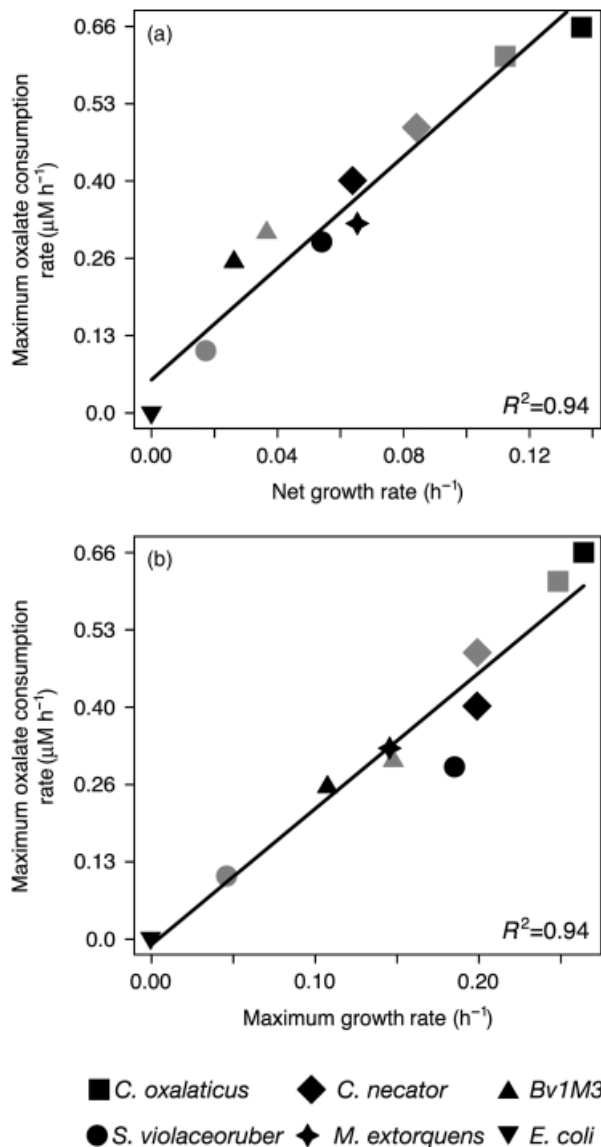 (a)
0.66
0.53
0.40
0.26
0.13
0.0
Maximum oxalate consumption
rate (μM h⁻¹)
R²=0.94
0.00 0.04 0.08 0.12
Net growth rate (h⁻¹)
(b)
0.66
0.53
0.40
0.26
0.13
0.0
Maximum oxalate consumption
rate (μM h⁻¹)
R²=0.94
0.00 0.10 0.20
Maximum growth rate (h⁻¹)
C. oxalaticus C. necator Bv1M3
S. violaceoruber M. extorquens E. coli